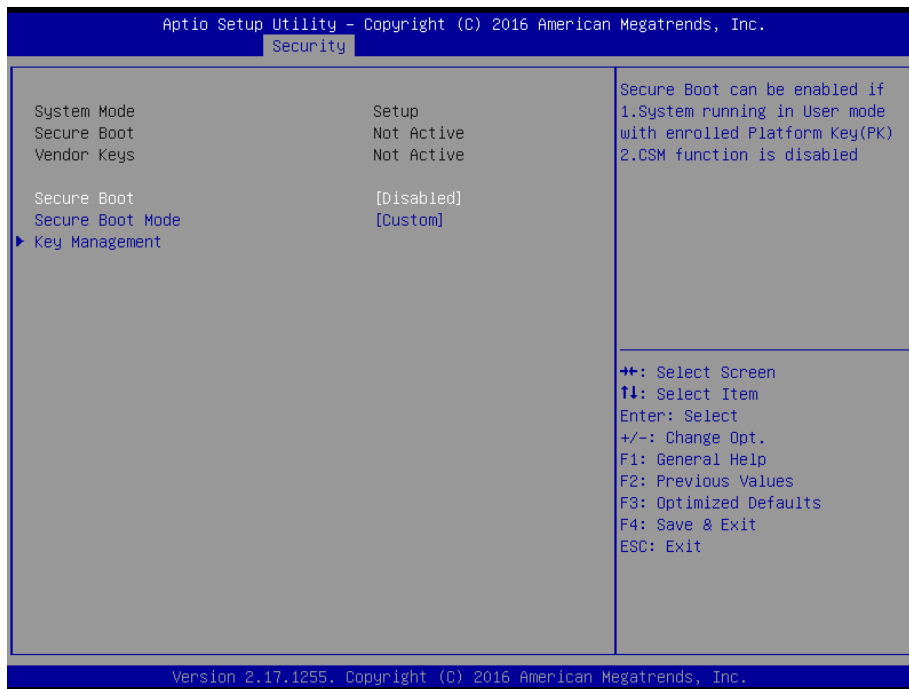 Aptio Setup Utility – Copyright (C) 2016 American Megatrends, Inc.
Security
System Mode Setup
Secure Boot Not Active
Vendor Keys Not Active
Secure Boot [Disabled]
Secure Boot Mode [Custom]
Key Management
Secure Boot can be enabled if
1.System running in User mode
with enrolled Platform Key(PK)
2.CSM function is disabled
→←: Select Screen
↑↓: Select Item
Enter: Select
+/-: Change Opt.
F1: General Help
F2: Previous Values
F3: Optimized Defaults
F4: Save & Exit
ESC: Exit
Version 2.17.1255. Copyright (C) 2016 American Megatrends, Inc.